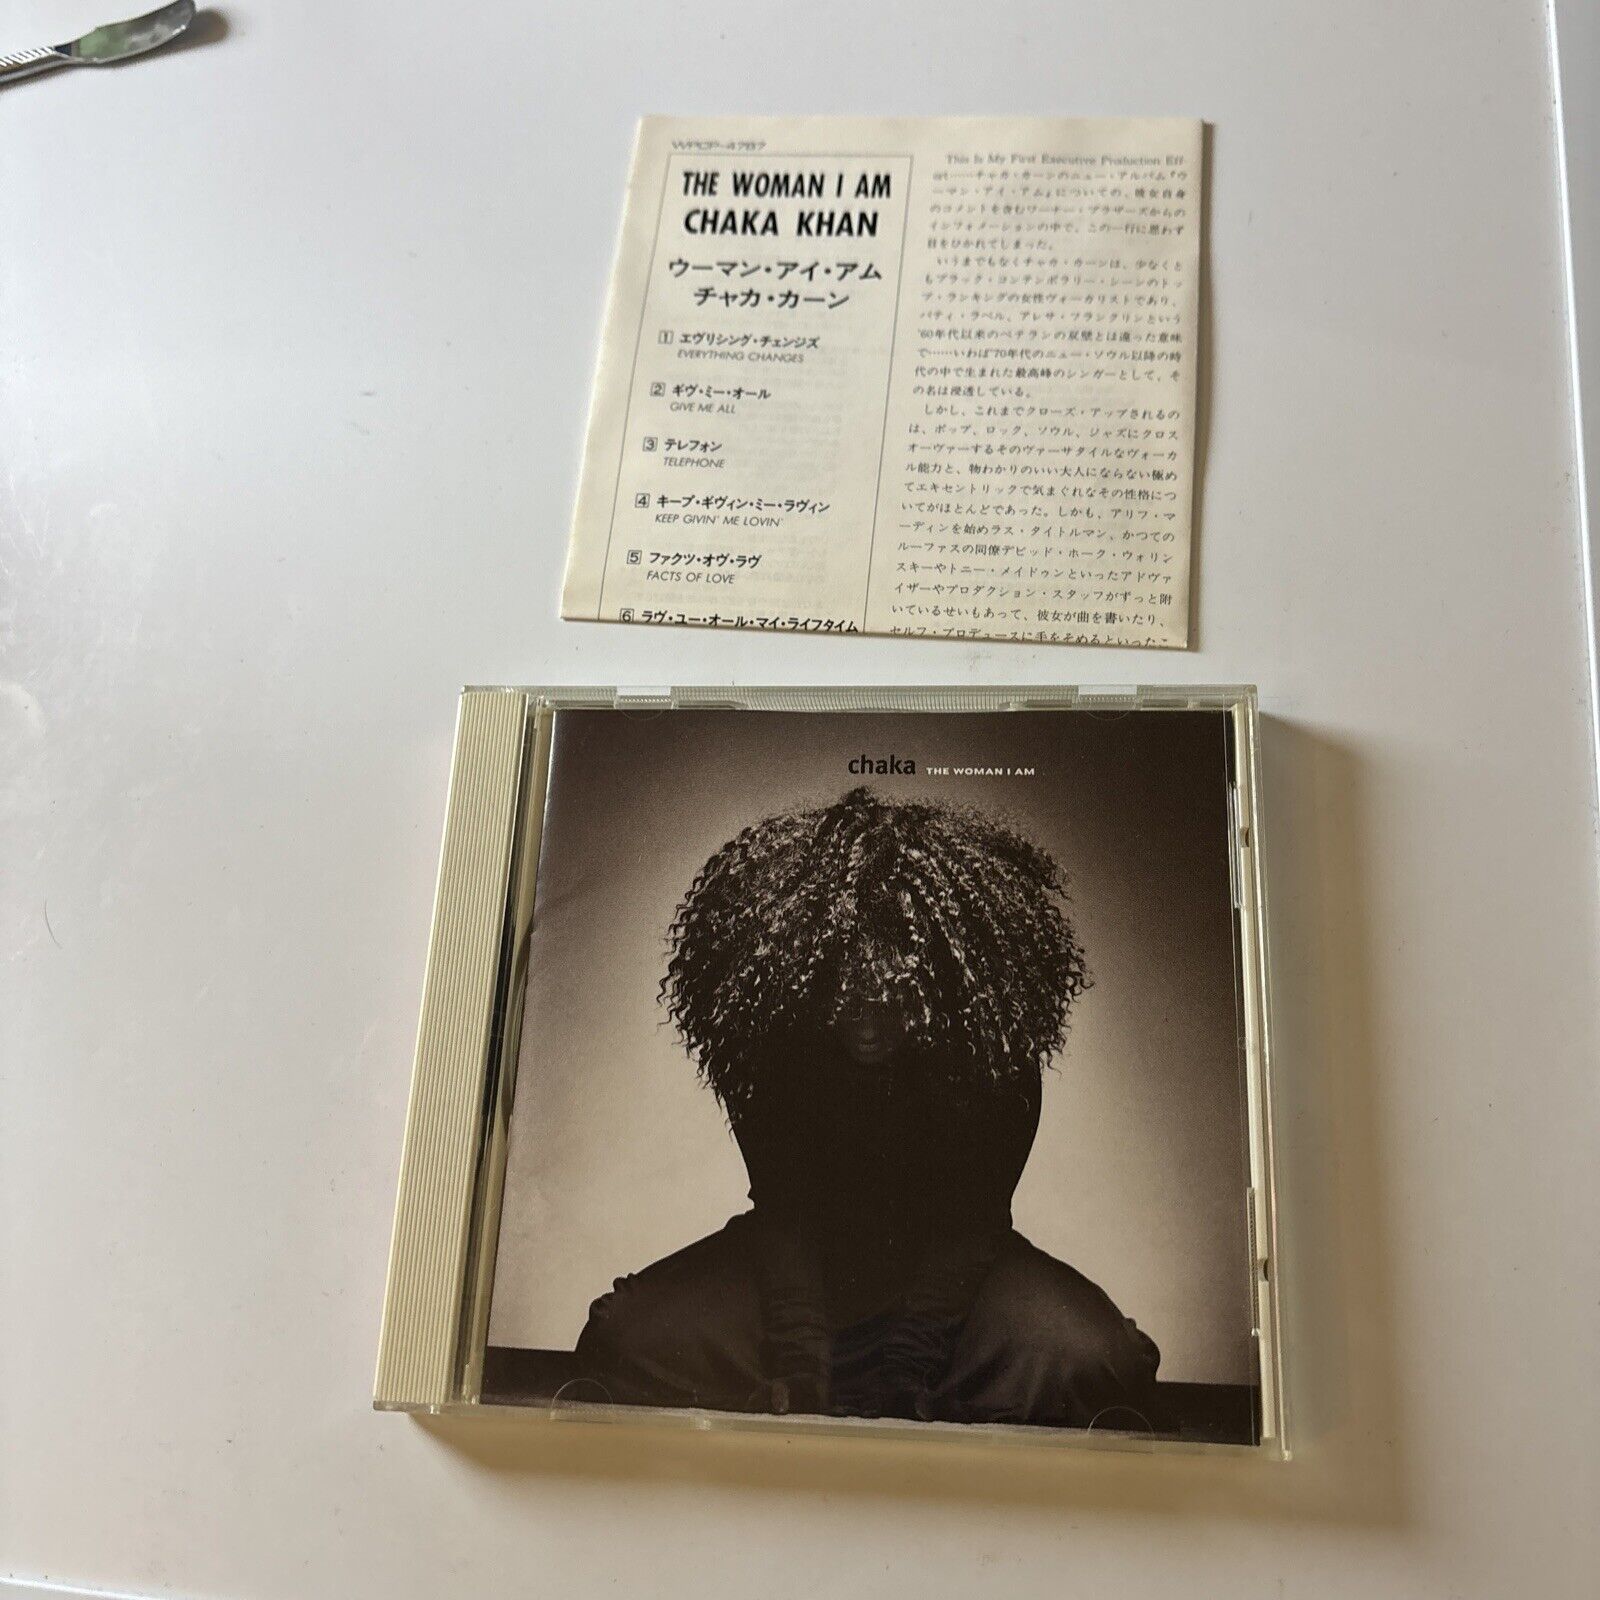 WPCP-4787
THE WOMAN I AM
CHAKA KHAN
ウーマン・アイ・アム
チャカ・カーン
1 エヴリシング・チェンジズ
EVERYTHING CHANGES
2 ギヴ・ミー・オール
GIVE ME ALL
3 テレフォン
TELEPHONE
4 キープ・ギヴィン・ミー・ラヴィン
KEEP GIVIN' ME LOVIN'
5 ファクツ・オヴ・ラヴ
FACTS OF LOVE
6 ラヴ・ユー・オール・マイ・ライフタイム
This Is My First Executive Production Eff-
ort……チャカ・カーンのニュー・アルバム『ウ
ーマン・アイ・アム』についての、彼女自身
のコメントを含むワーナー・ブラザーズからの
インフォメーションの中で、この一行に思わず
目をひかれてしまった。
いうまでもなくチャカ・カーンは、少なくと
もブラック・コンテンポラリー・シーンのトッ
プ・ランキングの女性ヴォーカリストであり、
パティ・ラベル、アレサ・フランクリンという
'60年代以来のベテランの双璧とは違った意味
で……いわば'70年代のニュー・ソウル以降の時
代の中で生まれた最高峰のシンガーとして、そ
の名は浸透している。
しかし、これまでクローズ・アップされるの
は、ポップ、ロック、ソウル、ジャズにクロス
オーヴァーするそのヴァーサタイルなヴォーカ
ル能力と、物わかりのいい大人にならない極め
てエキセントリックで気まぐれなその性格につ
いてがほとんどであった。しかも、アリフ・マ
ーディンを始めラス・タイトルマン、かつての
ルーファスの同僚デビッド・ホーク・ウォリン
スキーやトニー・メイドゥンといったアドヴァ
イザーやプロダクション・スタッフがずっと附
いているせいもあって、彼女が曲を書いたり、
セルフ・プロデュースに手をそめるといったこ
chaka THE WOMAN I AM